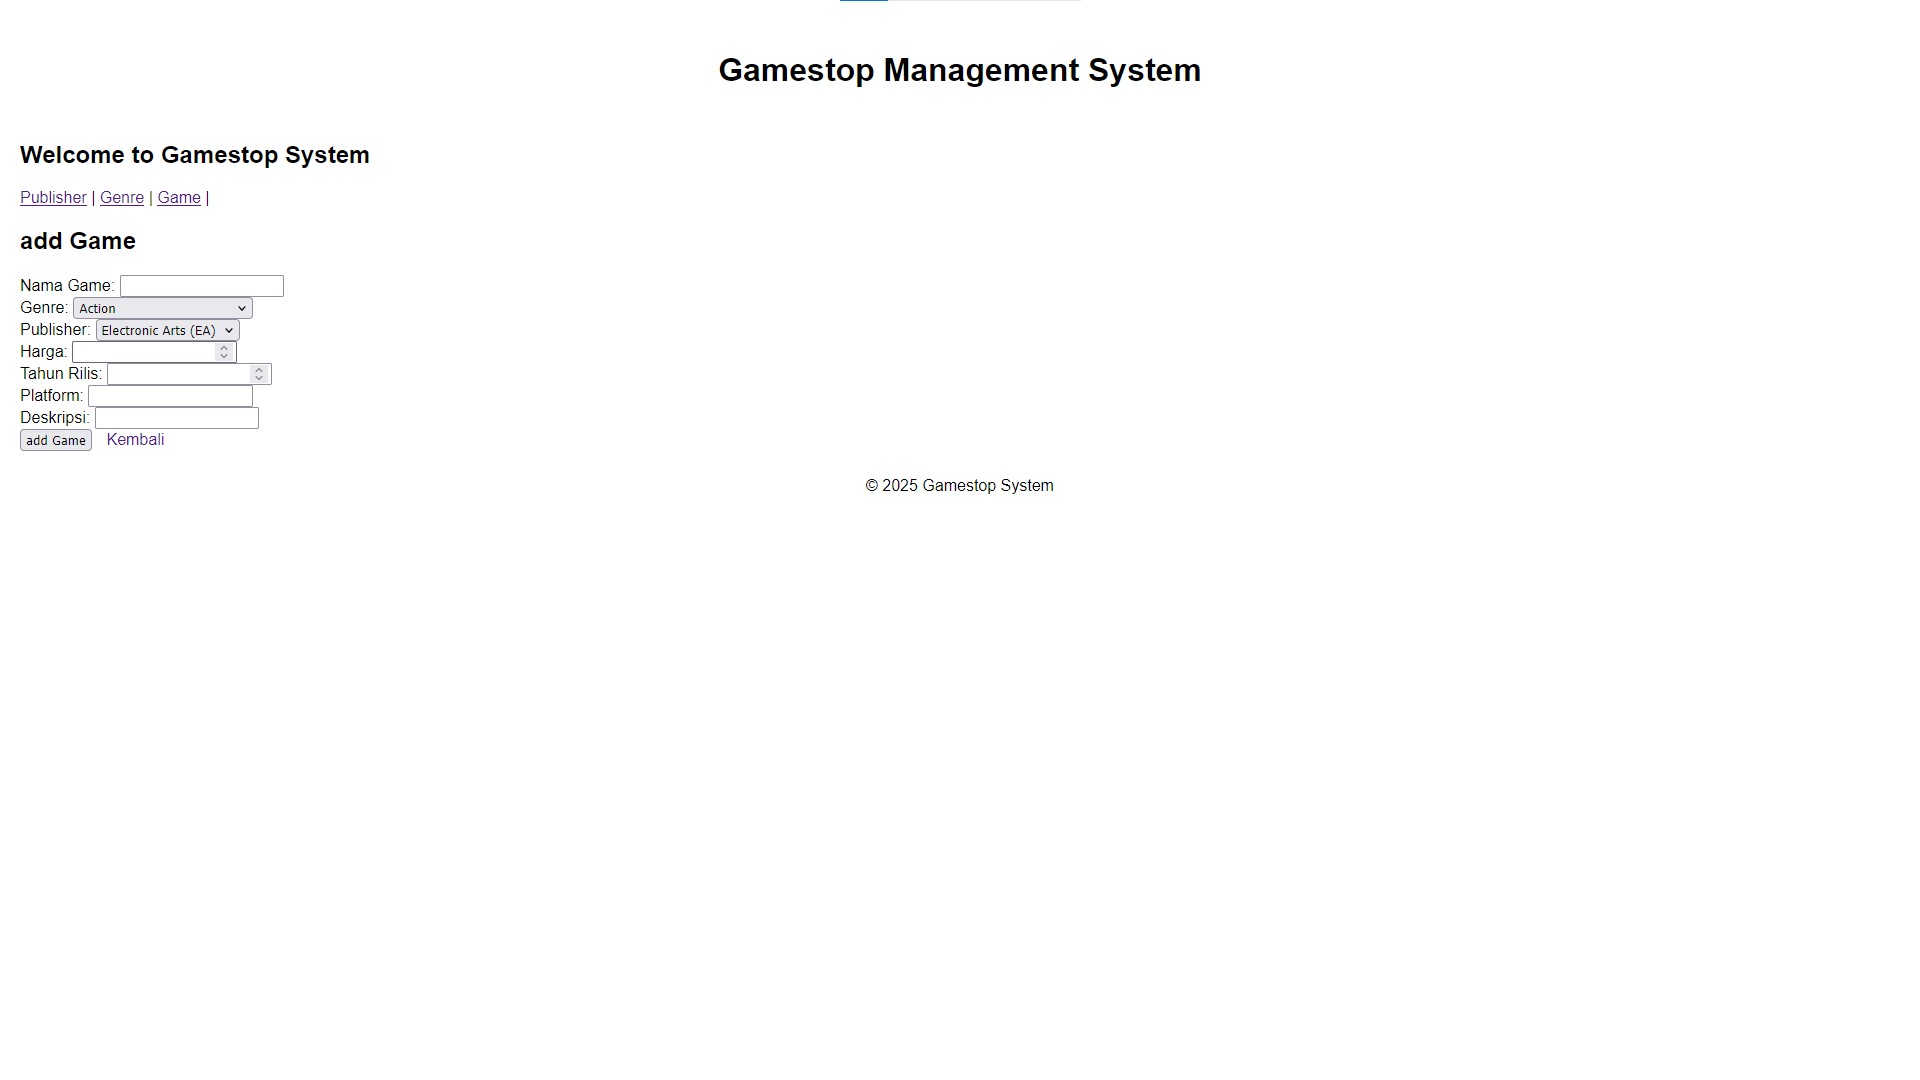 Gamestop Management System
Welcome to Gamestop System
Publisher | Genre | Game |
add Game
Nama Game:
Genre: Action
Publisher: Electronic Arts (EA)
Harga:
Tahun Rilis:
Platform:
Deskripsi:
add Game Kembali
© 2025 Gamestop System